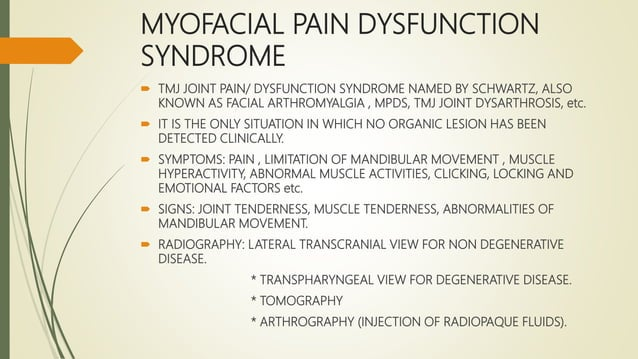 MYOFACIAL PAIN DYSFUNCTION
SYNDROME
TMJ JOINT PAIN/ DYSFUNCTION SYNDROME NAMED BY SCHWARTZ, ALSO
KNOWN AS FACIAL ARTHROMYALGIA , MPDS, TMJ JOINT DYSARTHROSIS, etc.
IT IS THE ONLY SITUATION IN WHICH NO ORGANIC LESION HAS BEEN
DETECTED CLINICALLY.
SYMPTOMS: PAIN , LIMITATION OF MANDIBULAR MOVEMENT , MUSCLE
HYPERACTIVITY, ABNORMAL MUSCLE ACTIVITIES, CLICKING, LOCKING AND
EMOTIONAL FACTORS etc.
SIGNS: JOINT TENDERNESS, MUSCLE TENDERNESS, ABNORMALITIES OF
MANDIBULAR MOVEMENT.
RADIOGRAPHY: LATERAL TRANSCRANIAL VIEW FOR NON DEGENERATIVE
DISEASE.
* TRANSPHARYNGEAL VIEW FOR DEGENERATIVE DISEASE.
* TOMOGRAPHY
* ARTHROGRAPHY (INJECTION OF RADIOPAQUE FLUIDS).